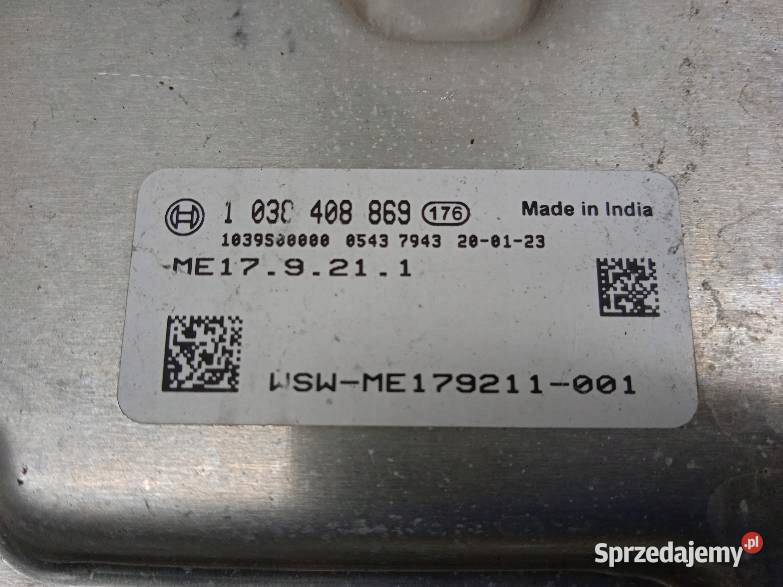 1 038 408 869 176 Made in India
1039S00000 0543 7943 20-01-23
ME17.9.21.1
WSW-ME179211-001
Sprzedajemy.pl